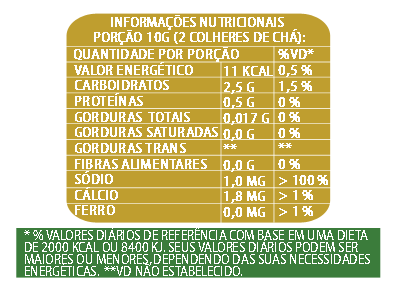 INFORMAÇÕES NUTRICIONAIS
PORÇÃO 10G (2 COLHERES DE CHÁ):
QUANTIDADE POR PORÇÃO %VD*
VALOR ENERGÉTICO 11 KCAL 0,5 %
CARBOIDRATOS 2,5 G 1,5 %
PROTEÍNAS 0,5 G 0 %
GORDURAS TOTAIS 0,017 G 0 %
GORDURAS SATURADAS 0,0 G 0 %
GORDURAS TRANS ** **
FIBRAS ALIMENTARES 0,0 G 0 %
SÓDIO 1,0 MG > 100 %
CÁLCIO 1,8 MG > 1 %
FERRO 0,0 MG > 1 %
* % VALORES DIÁRIOS DE REFERÊNCIA COM BASE EM UMA DIETA
DE 2000 KCAL OU 8400 KJ. SEUS VALORES DIÁRIOS PODEM SER
MAIORES OU MENORES,DEPENDENDO DAS SUAS NECESSIDADES
ENERGÉTICAS. **VD NÃO ESTABELECIDO.